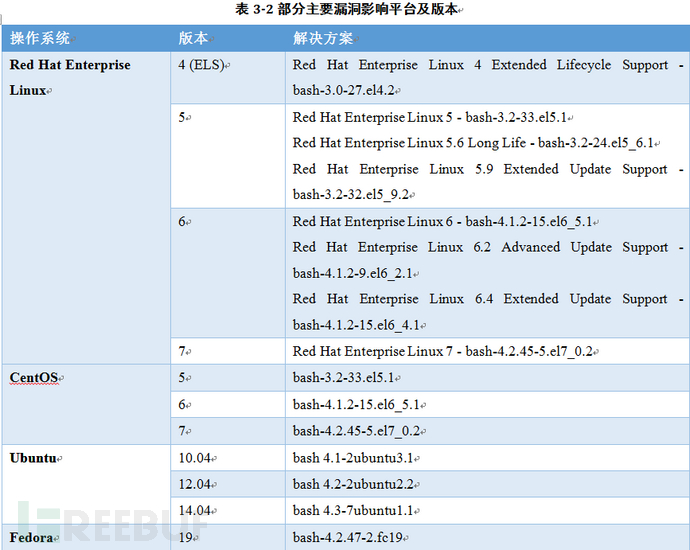 表 3-2 部分主要漏洞影响平台及版本
操作系统 版本 解决方案
Red Hat Enterprise Linux 4 (ELS) Red Hat Enterprise Linux 4 Extended Lifecycle Support -
bash-3.0-27.el4.2
5 Red Hat Enterprise Linux 5 - bash-3.2-33.el5.1
Red Hat Enterprise Linux 5.6 Long Life - bash-3.2-24.el5_6.1
Red Hat Enterprise Linux 5.9 Extended Update Support -
bash-3.2-32.el5_9.2
6 Red Hat Enterprise Linux 6 - bash-4.1.2-15.el6_5.1
Red Hat Enterprise Linux 6.2 Advanced Update Support -
bash-4.1.2-9.el6_2.1
Red Hat Enterprise Linux 6.4 Extended Update Support -
bash-4.1.2-15.el6_4.1
7 Red Hat Enterprise Linux 7 - bash-4.2.45-5.el7_0.2
CentOS 5 bash-3.2-33.el5.1
6 bash-4.1.2-15.el6_5.1
7 bash-4.2.45-5.el7_0.2
Ubuntu 10.04 bash 4.1-2ubuntu3.1
12.04 bash 4.2-2ubuntu2.2
14.04 bash 4.3-7ubuntu1.1
Fedora 19 bash-4.2.47-2.fc19
FREEBUF